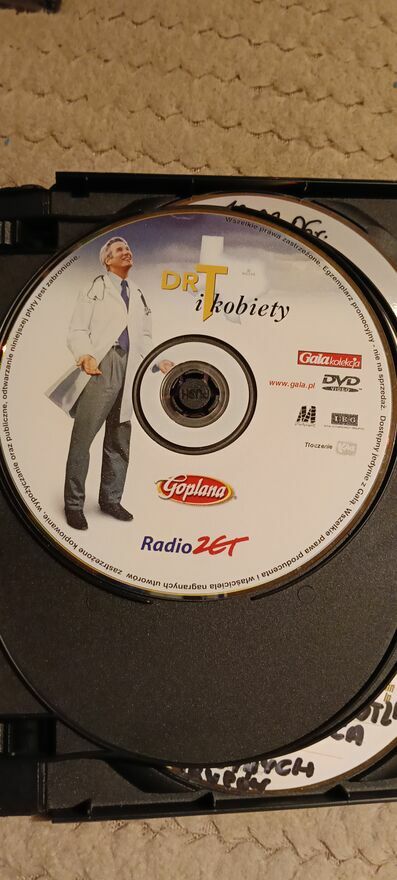 DR T
i kobiety
Wszelkie prawa zastrzeżone. Egzemplarz promocyjny - nie na sprzedaż. Dostępny jedynie z Galą. Wszelkie prawa producenta i właściciela nagranych utworów zastrzeżone kopiowanie, wypożyczanie oraz publiczne, odtwarzanie niniejszej płyty jest zabronione.
Gala kolekcja
www.gala.pl
DVD
VIDEO
ITI
Tłoczenie
PUSH
Goplana
Radio ZET